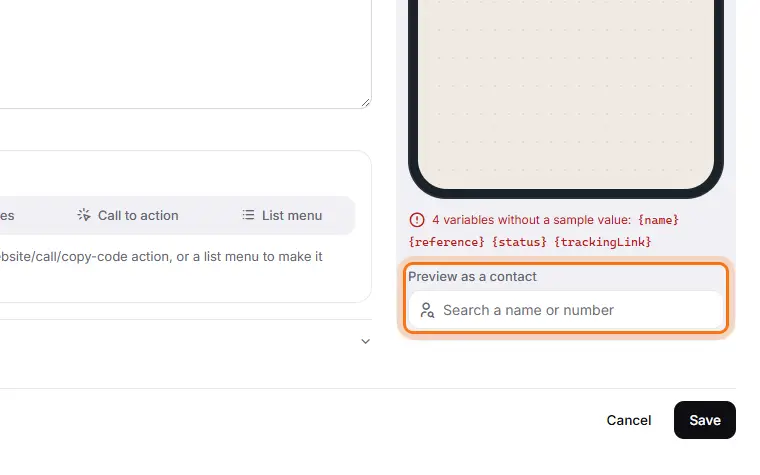 4 variables without a sample value: {name}
{reference} {status} {trackingLink}
es
Call to action
List menu
bsite/call/copy-code action, or a list menu to make it
Preview as a contact
Search a name or number
Cancel
Save